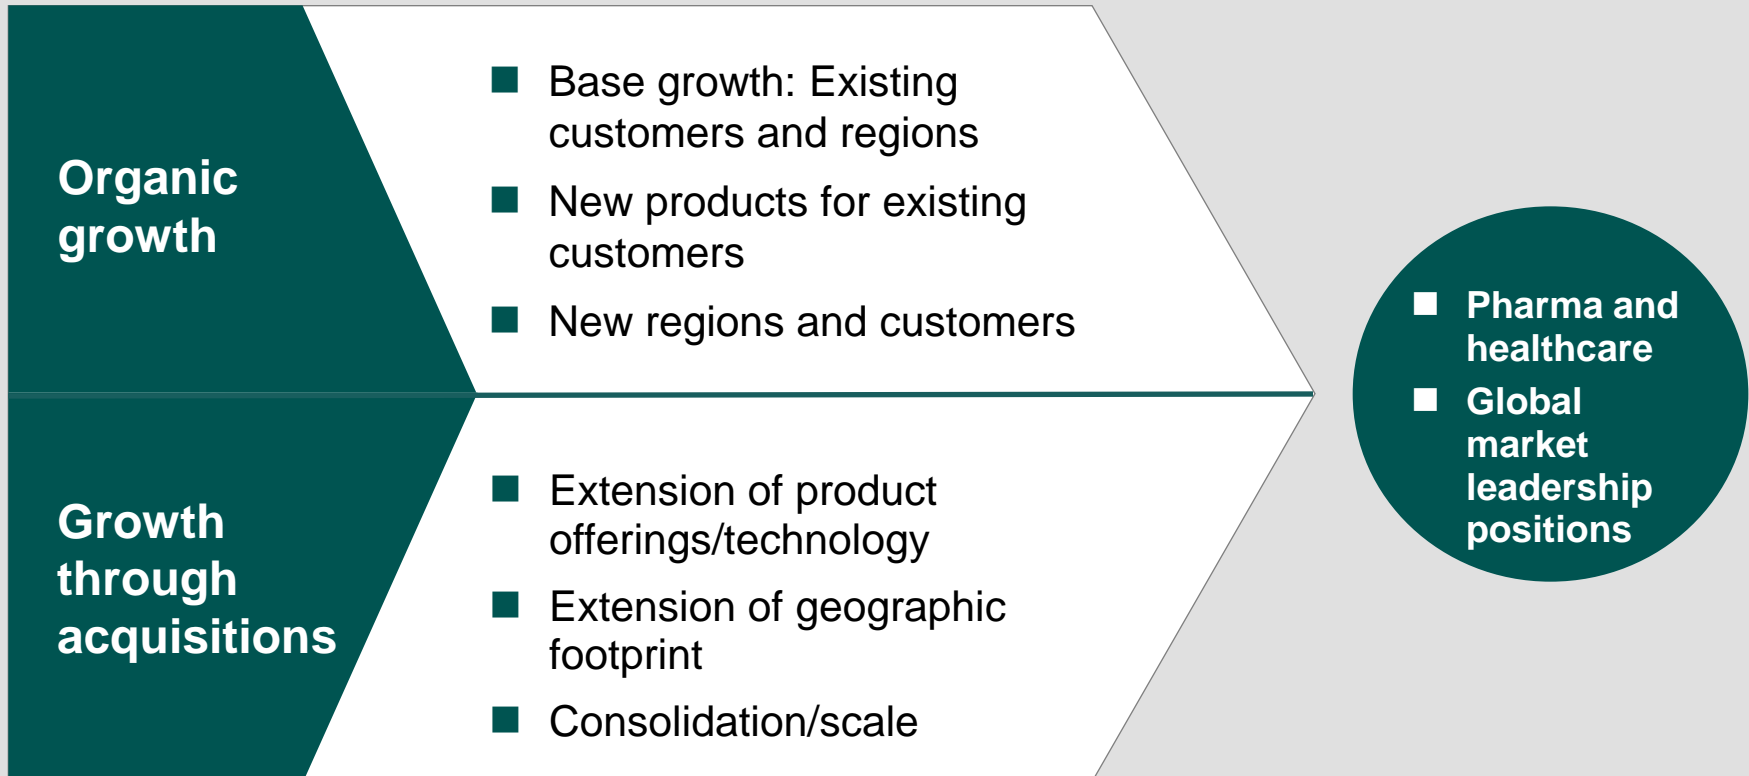 Organic
growth
Base growth: Existing
customers and regions
New products for existing
customers
New regions and customers
Growth
through
acquisitions
Extension of product
offerings/technology
Extension of geographic
footprint
Consolidation/scale
Pharma and
healthcare
Global
market
leadership
positions